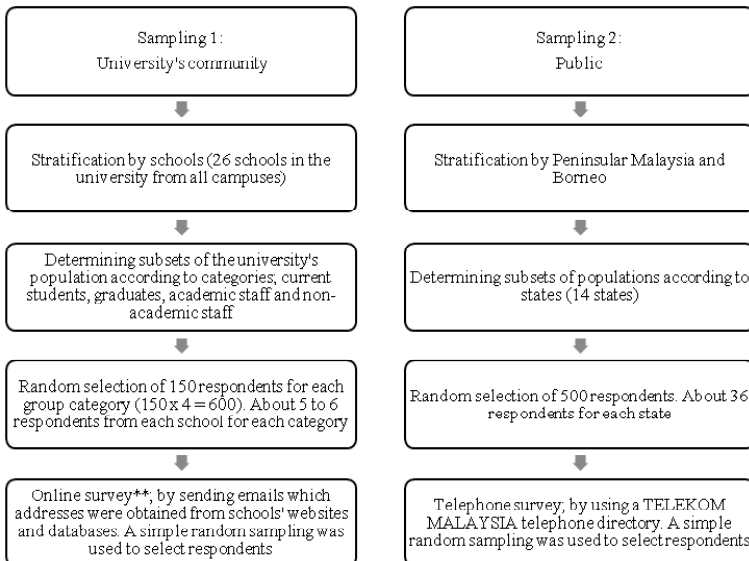 Sampling 1:
University's community
Stratification by schools (26 schools in the
university from all campuses)
Determining subsets of the university's
population according to categories; current
students, graduates, academic staff and non-
academic staff
Random selection of 150 respondents for each
group category (150 x 4 = 600). About 5 to 6
respondents from each school for each category
Online survey**; by sending emails which
addresses were obtained from schools' websites
and databases. A simple random sampling was
used to select respondents
Sampling 2:
Public
Stratification by Peninsular Malaysia and
Borneo
Determining subsets of populations according to
states (14 states)
Random selection of 500 respondents. About 36
respondents for each state
Telephone survey; by using a TELEKOM
MALAYSIA telephone directory. A simple
random sampling was used to select respondents